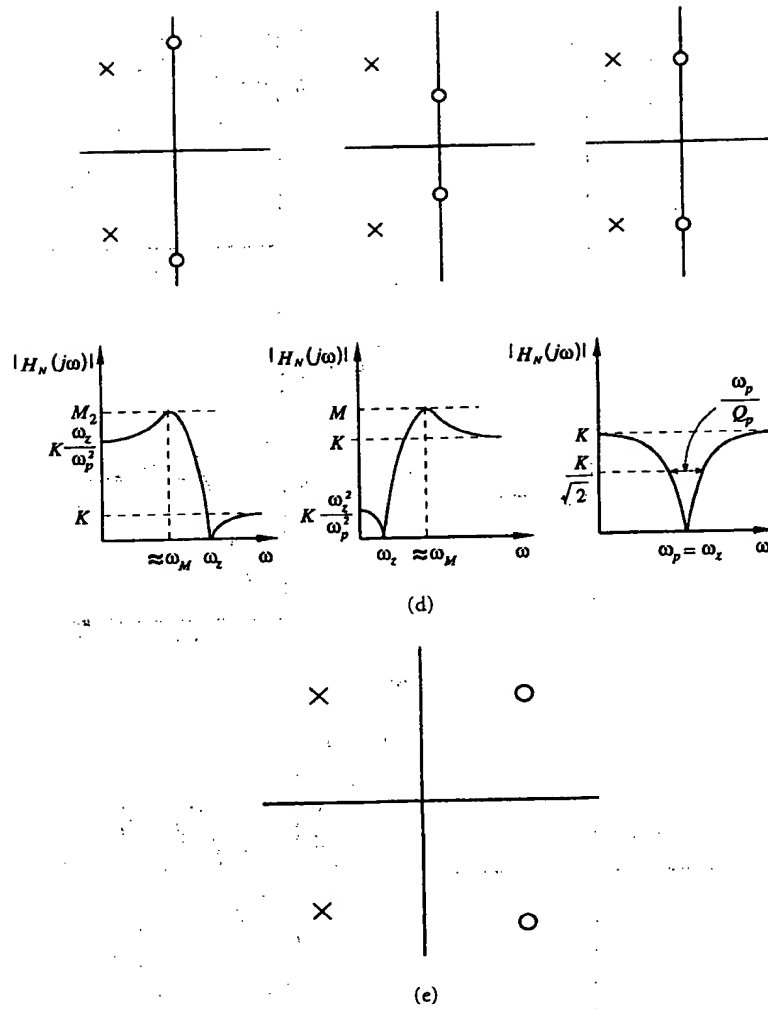 |H_N(jω)|
M_2
K ω_z/ω_p^2
K
≈ω_M
ω_z
ω
|H_N(jω)|
M
K
K ω_z^2/ω_p^2
ω_z
≈ω_M
ω
|H_N(jω)|
ω_p/Q_p
K
K/√2
ω_p = ω_z
ω
(d)
(e)